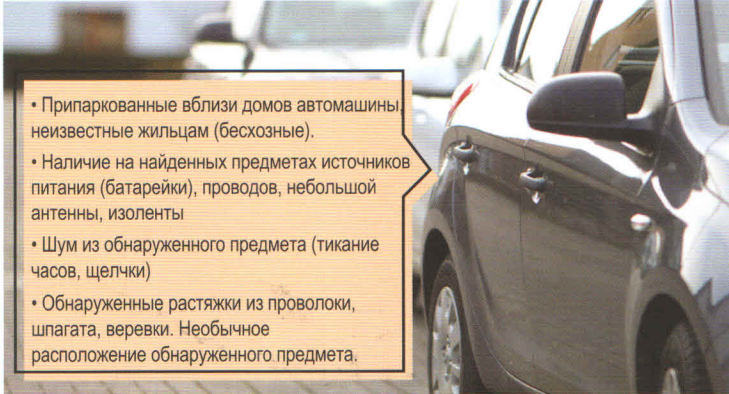 • Припаркованные вблизи домов автомашины,
неизвестные жильцам (бесхозные).
• Наличие на найденных предметах источников
питания (батарейки), проводов, небольшой
антенны, изоленты
• Шум из обнаруженного предмета (тикание
часов, щелчки)
• Обнаруженные растяжки из проволоки,
шпагата, веревки. Необычное
расположение обнаруженного предмета.